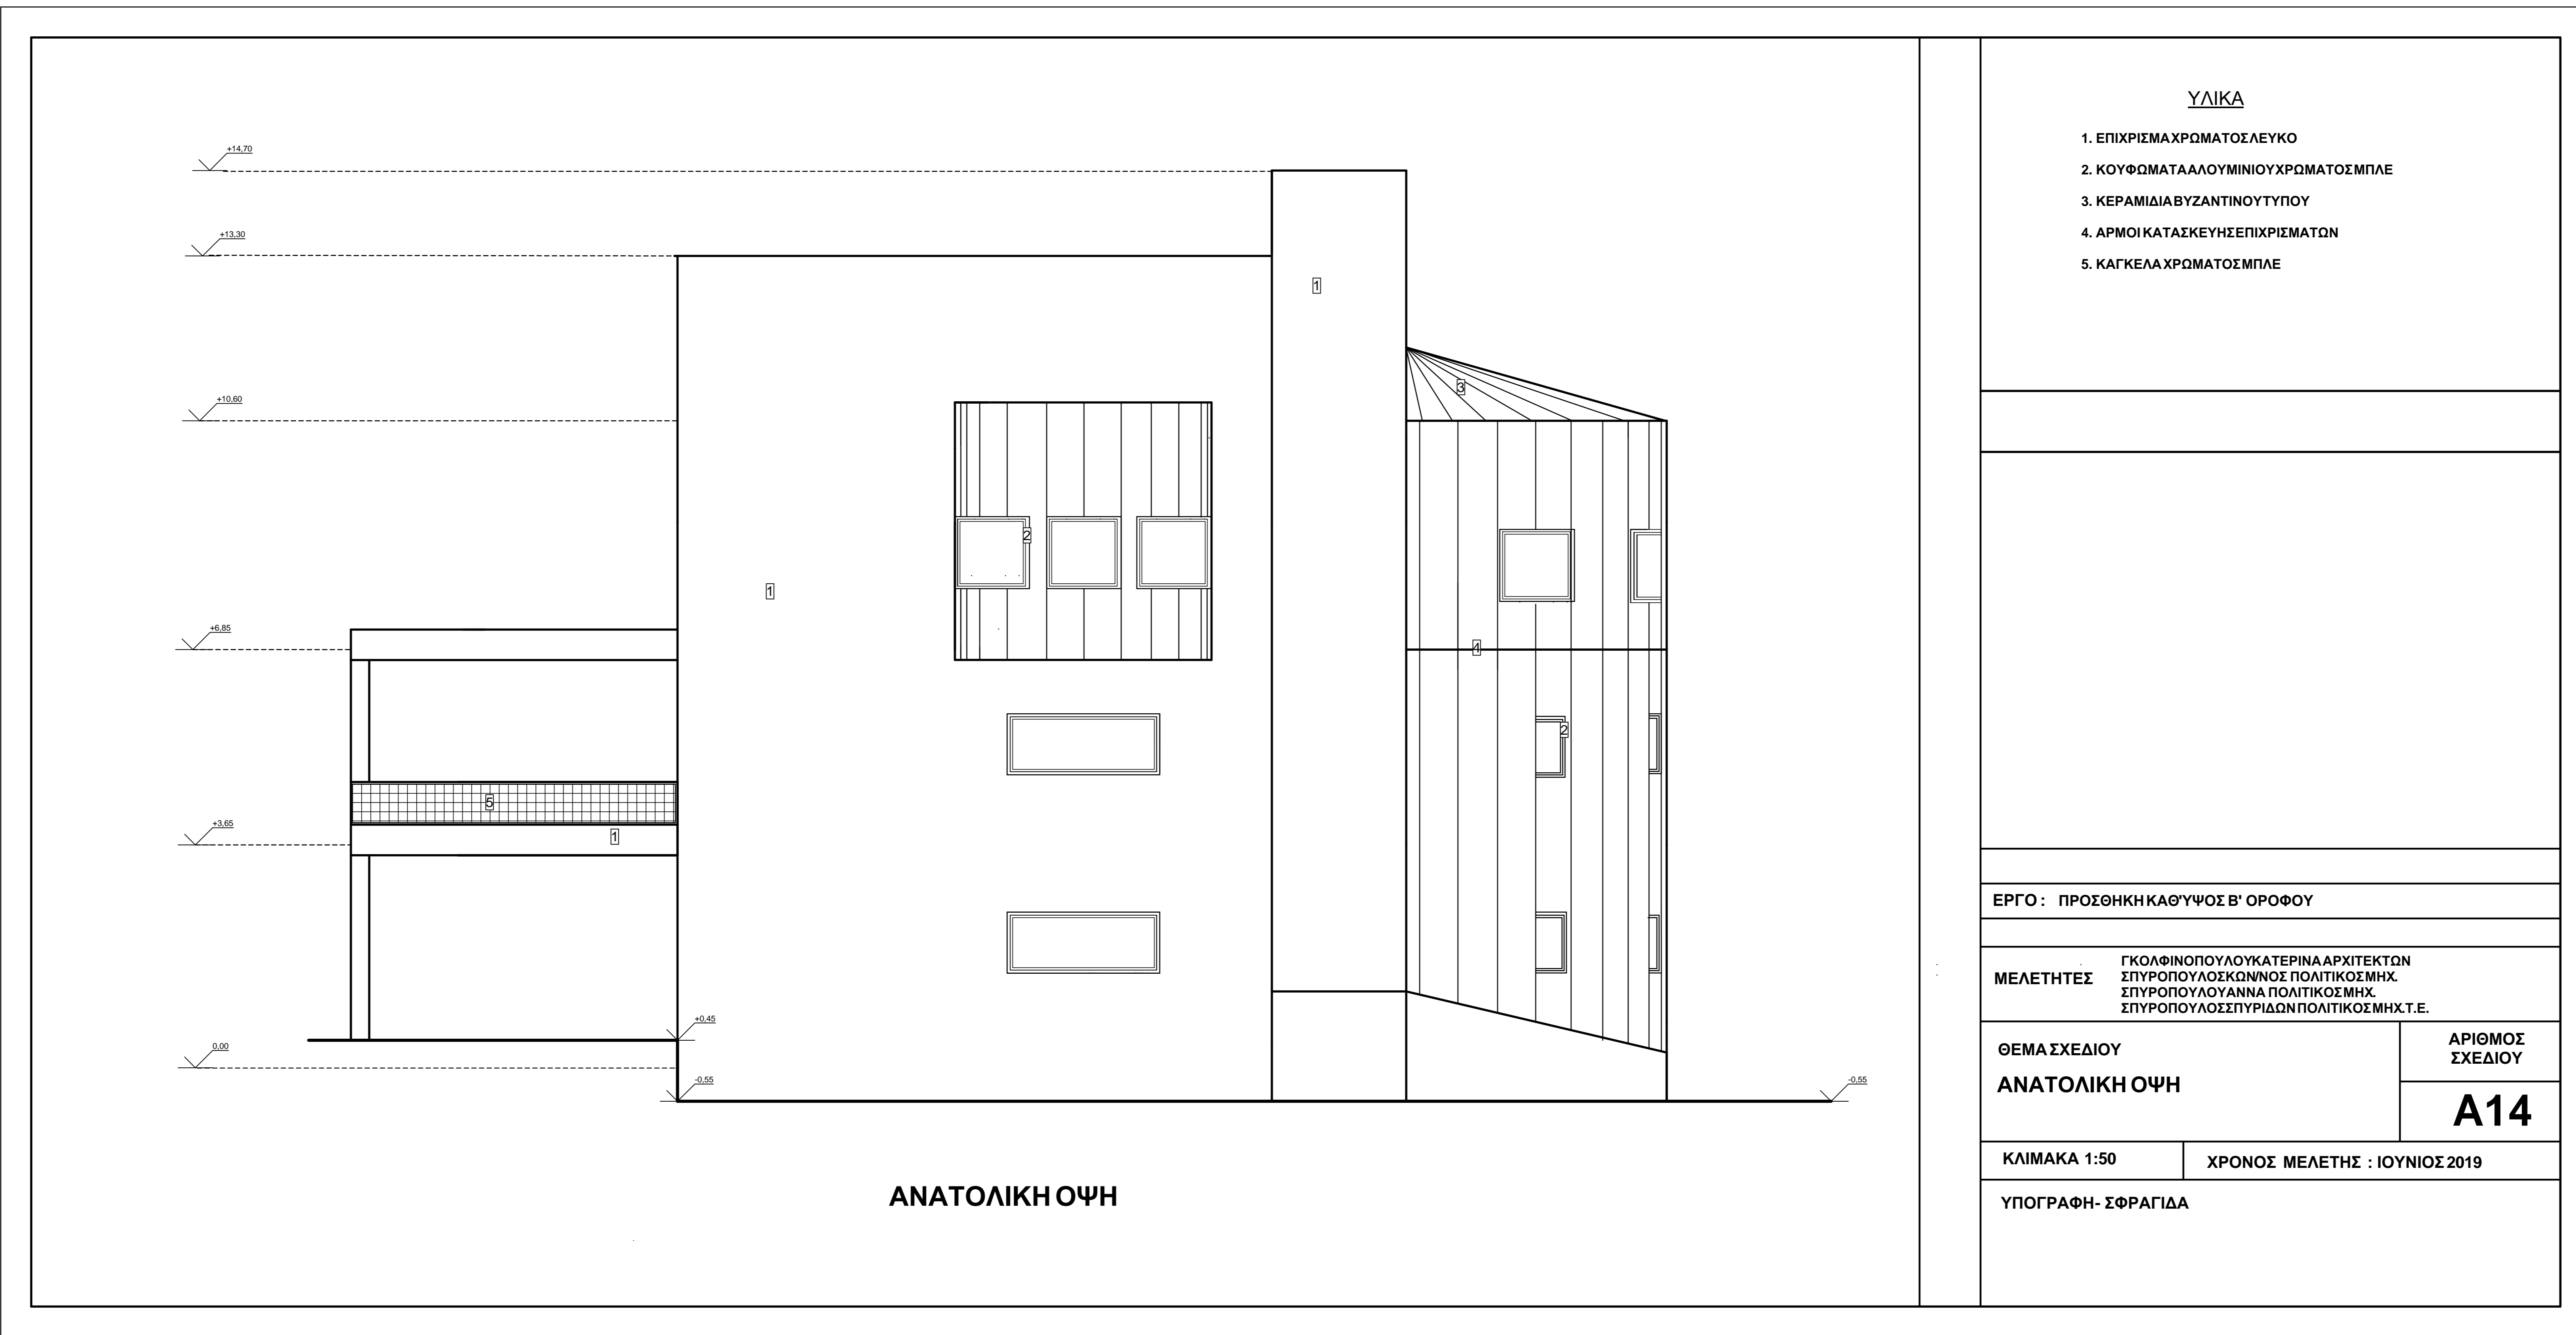 +14,70
+13,30
+10,60
+6,85
+3,65
+0,45
0,00
-0,55
-0,55
1
3
2
1
4
2
5
1
ΑΝΑΤΟΛΙΚΗ ΟΨΗ
ΥΛΙΚΑ
1. ΕΠΙΧΡΙΣΜΑ ΧΡΩΜΑΤΟΣ ΛΕΥΚΟ
2. ΚΟΥΦΩΜΑΤΑ ΑΛΟΥΜΙΝΙΟΥ ΧΡΩΜΑΤΟΣ ΜΠΛΕ
3. ΚΕΡΑΜΙΔΙΑ ΒΥΖΑΝΤΙΝΟΥ ΤΥΠΟΥ
4. ΑΡΜΟΙ ΚΑΤΑΣΚΕΥΗΣ ΕΠΙΧΡΙΣΜΑΤΩΝ
5. ΚΑΓΚΕΛΑ ΧΡΩΜΑΤΟΣ ΜΠΛΕ
ΕΡΓΟ : ΠΡΟΣΘΗΚΗ ΚΑΘ'ΥΨΟΣ Β' ΟΡΟΦΟΥ
ΜΕΛΕΤΗΤΕΣ
ΓΚΟΛΦΙΝΟΠΟΥΛΟΥ ΚΑΤΕΡΙΝΑ ΑΡΧΙΤΕΚΤΩΝ
ΣΠΥΡΟΠΟΥΛΟΣ ΚΩΝ/ΝΟΣ ΠΟΛΙΤΙΚΟΣ ΜΗΧ.
ΣΠΥΡΟΠΟΥΛΟΥ ΑΝΝΑ ΠΟΛΙΤΙΚΟΣ ΜΗΧ.
ΣΠΥΡΟΠΟΥΛΟΣ ΣΠΥΡΙΔΩΝ ΠΟΛΙΤΙΚΟΣ ΜΗΧ.Τ.Ε.
ΘΕΜΑ ΣΧΕΔΙΟΥ
ΑΝΑΤΟΛΙΚΗ ΟΨΗ
ΑΡΙΘΜΟΣ
ΣΧΕΔΙΟΥ
Α14
ΚΛΙΜΑΚΑ 1:50
ΧΡΟΝΟΣ ΜΕΛΕΤΗΣ : ΙΟΥΝΙΟΣ 2019
ΥΠΟΓΡΑΦΗ- ΣΦΡΑΓΙΔΑ